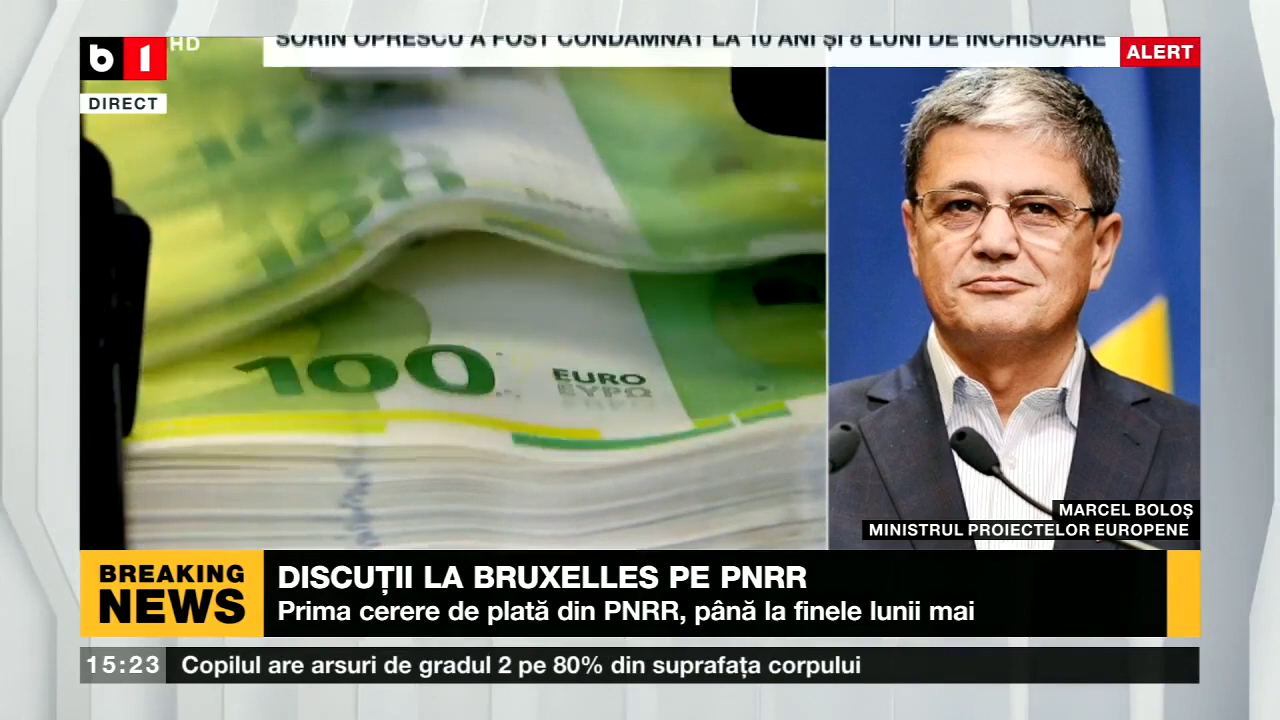 b1 HD
SORIN OPRESCU A FOST CONDAMNAT LA 10 ANI ȘI 8 LUNI DE ÎNCHISOARE
ALERT
DIRECT
100
EURO
ΕΥΡΩ
MARCEL BOLOȘ
MINISTRUL PROIECTELOR EUROPENE
BREAKING
NEWS
DISCUȚII LA BRUXELLES PE PNRR
Prima cerere de plată din PNRR, până la finele lunii mai
15:23 Copilul are arsuri de gradul 2 pe 80% din suprafața corpului